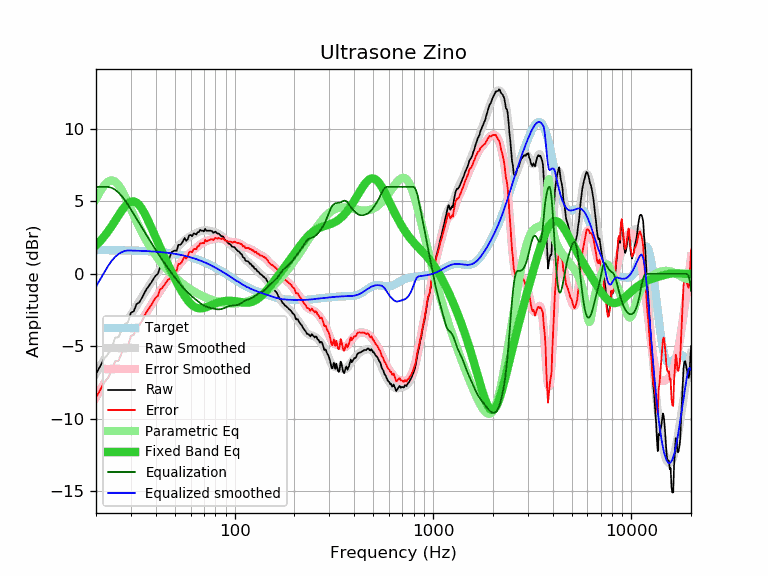 Ultrasone Zino
Amplitude (dBr)
10
5
0
−5
−10
−15
Target
Raw Smoothed
Error Smoothed
Raw
Error
Parametric Eq
Fixed Band Eq
Equalization
Equalized smoothed
100
1000
10000
Frequency (Hz)